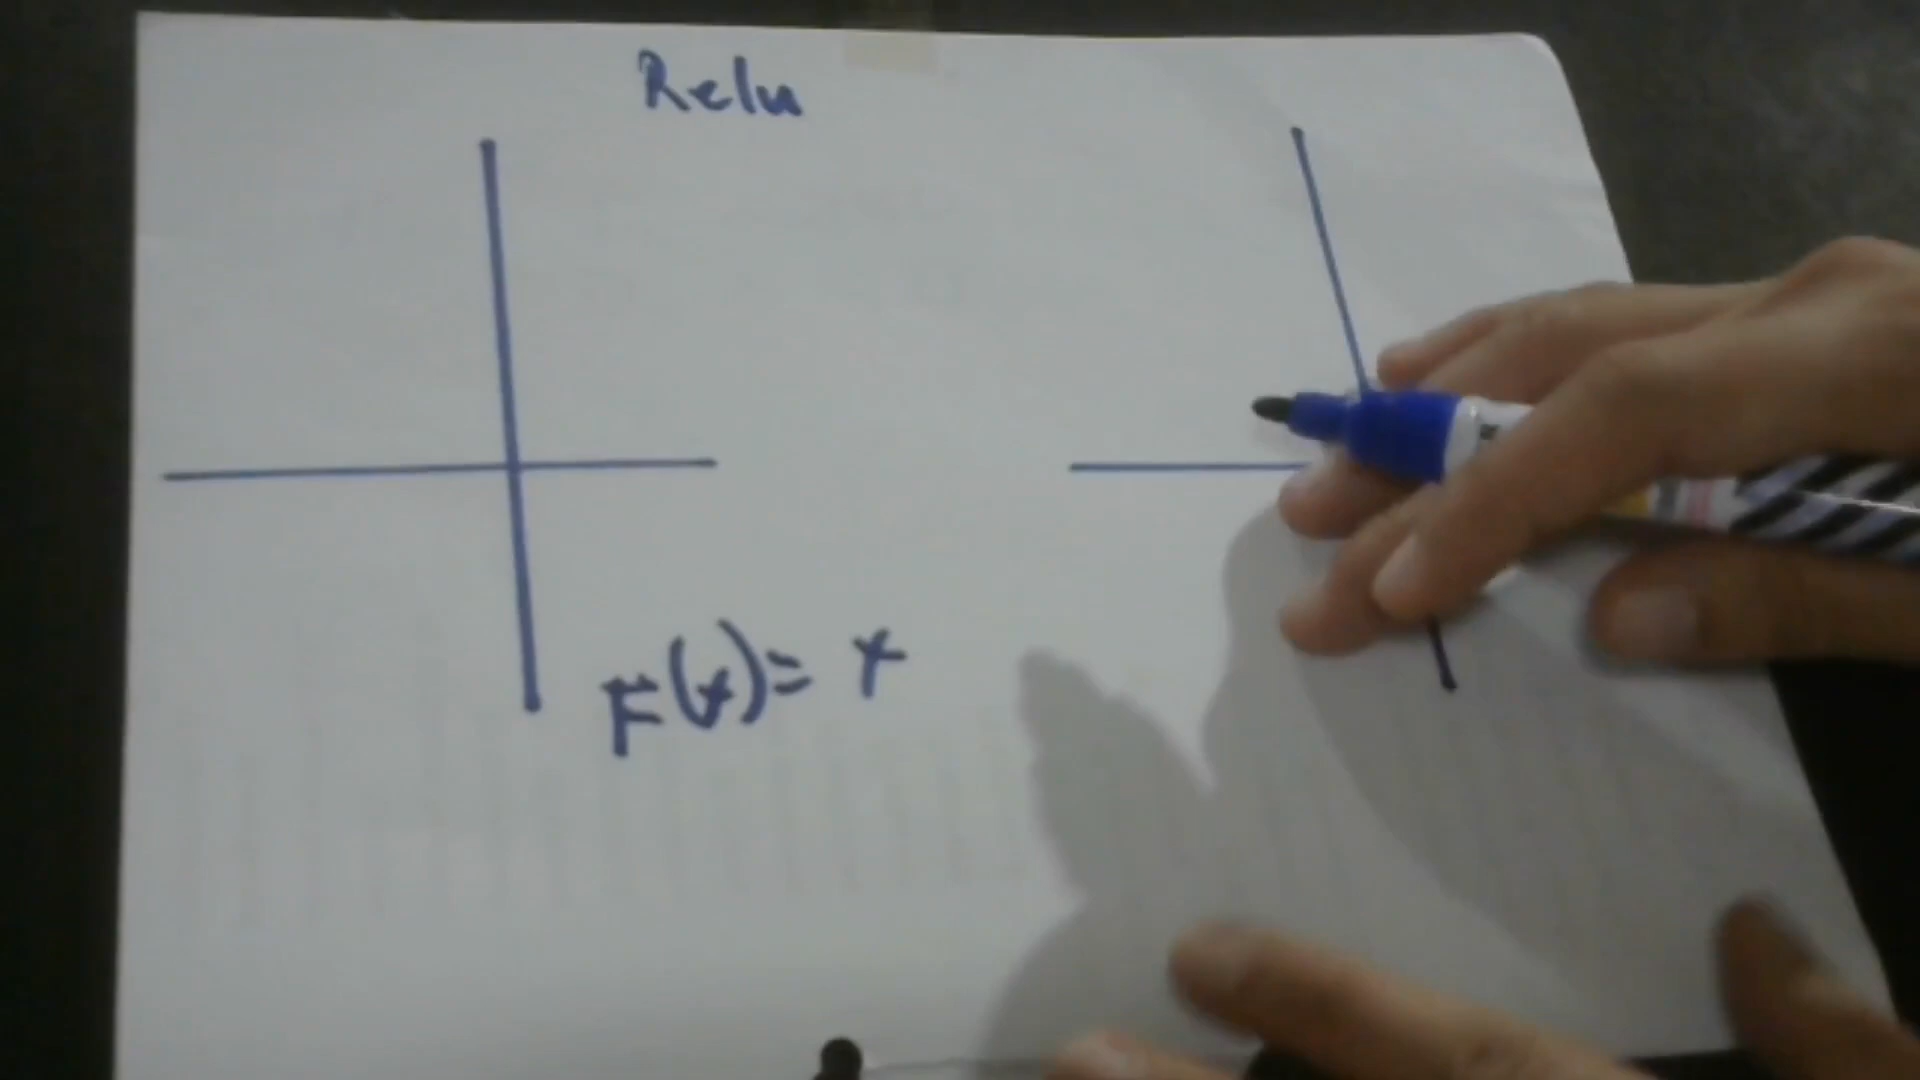 Relu
F(x)= x